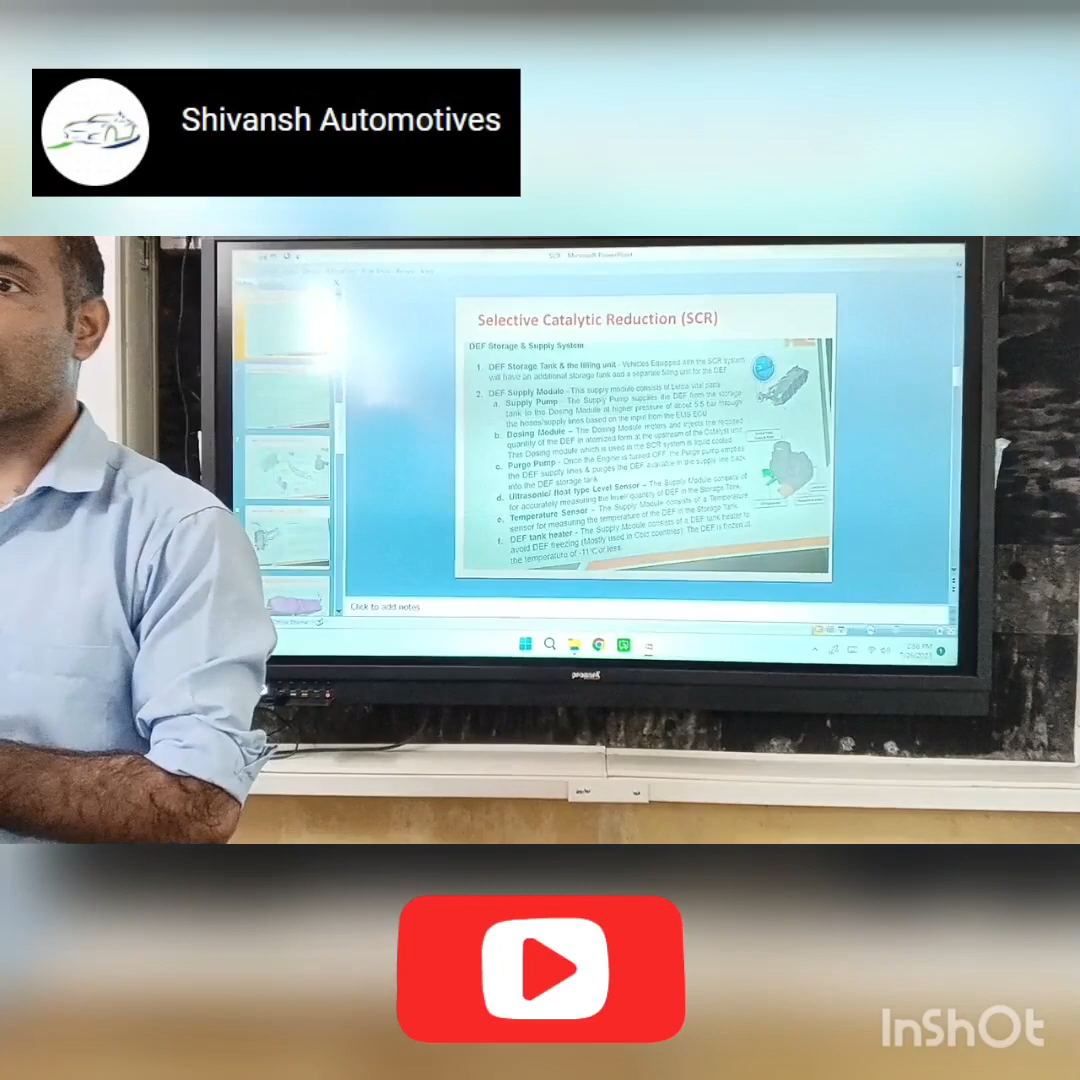 Shivansh Automotives
SCR - Microsoft PowerPoint
Selective Catalytic Reduction (SCR)
DEF Storage & Supply System
1. DEF Storage Tank & the filling unit - Vehicles Equipped with the SCR system
will have an additional storage tank and a separate filling unit for the DEF
2. DEF Supply Module - This supply module consists of below vital parts
a. Supply Pump - The Supply Pump supplies the DEF from the storage
tank to the Dosing Module at higher pressure of about 5.5 bar through
the hoses/supply lines based on the input from the EMS ECU
b. Dosing Module - The Dosing Module meters and injects the required
quantity of the DEF in atomized form at the upstream of the Catalyst unit.
This Dosing module which is used in the SCR system is liquid cooled
c. Purge Pump - Once the Engine is turned OFF, the Purge pump empties
the DEF supply lines & purges the DEF available in the supply line back
into the DEF storage tank
d. Ultrasonic/ float type Level Sensor - The Supply Module consists of
for accurately measuring the level/ quantity of DEF in the Storage Tank.
e. Temperature Sensor - The Supply Module consists of a Temperature
sensor for measuring the temperature of the DEF in the Storage Tank.
f. DEF tank heater - The Supply Module consists of a DEF tank heater to
avoid DEF freezing (Mostly used in Cold countries). The DEF is frozen at
the temperature of -11°C or less.
Click to add notes
InShOt